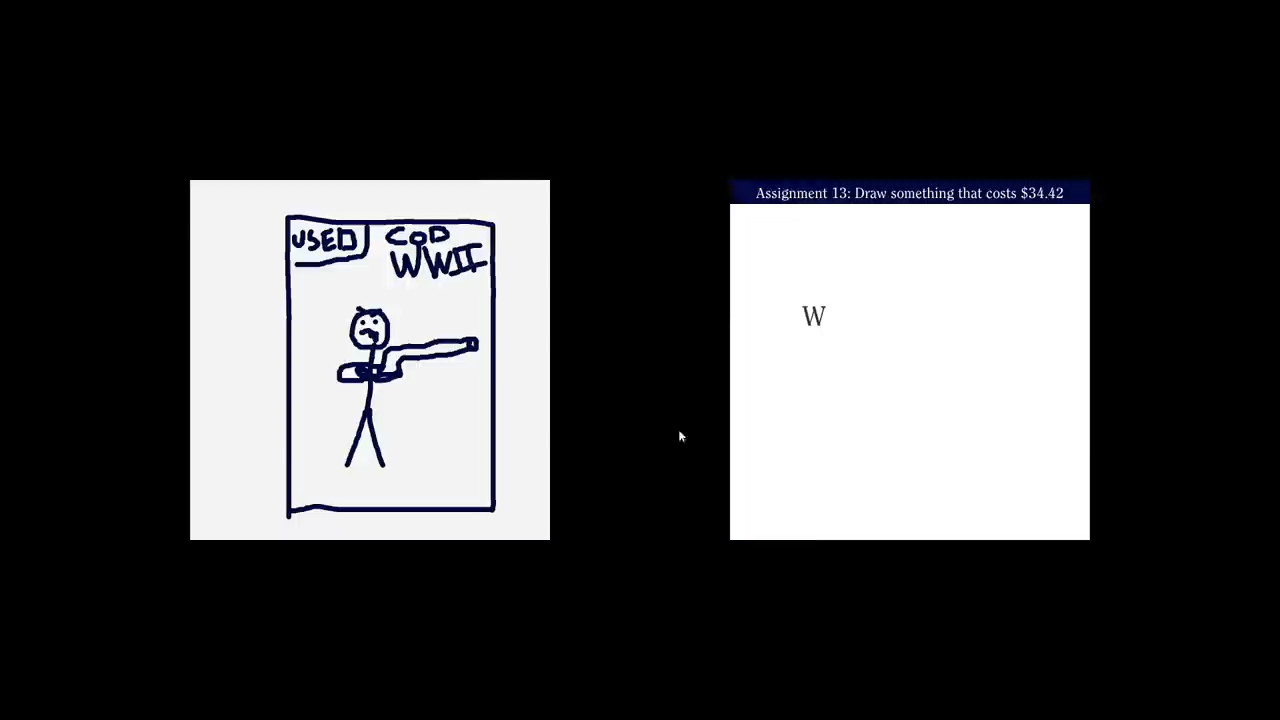 USED
COD
WWII
Assignment 13: Draw something that costs $34.42
W